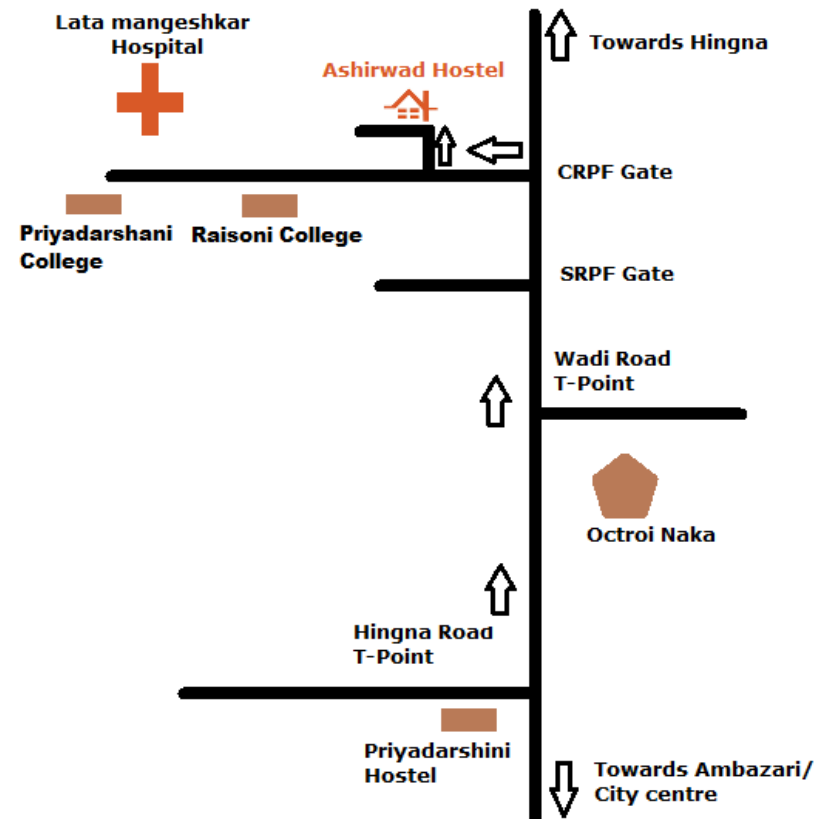 Lata mangeshkar
Hospital
Ashirwad Hostel
Towards Hingna
CRPF Gate
Priyadarshani
College
Raisoni College
SRPF Gate
Wadi Road
T-Point
Octroi Naka
Hingna Road
T-Point
Priyadarshini
Hostel
Towards Ambazari/
City centre